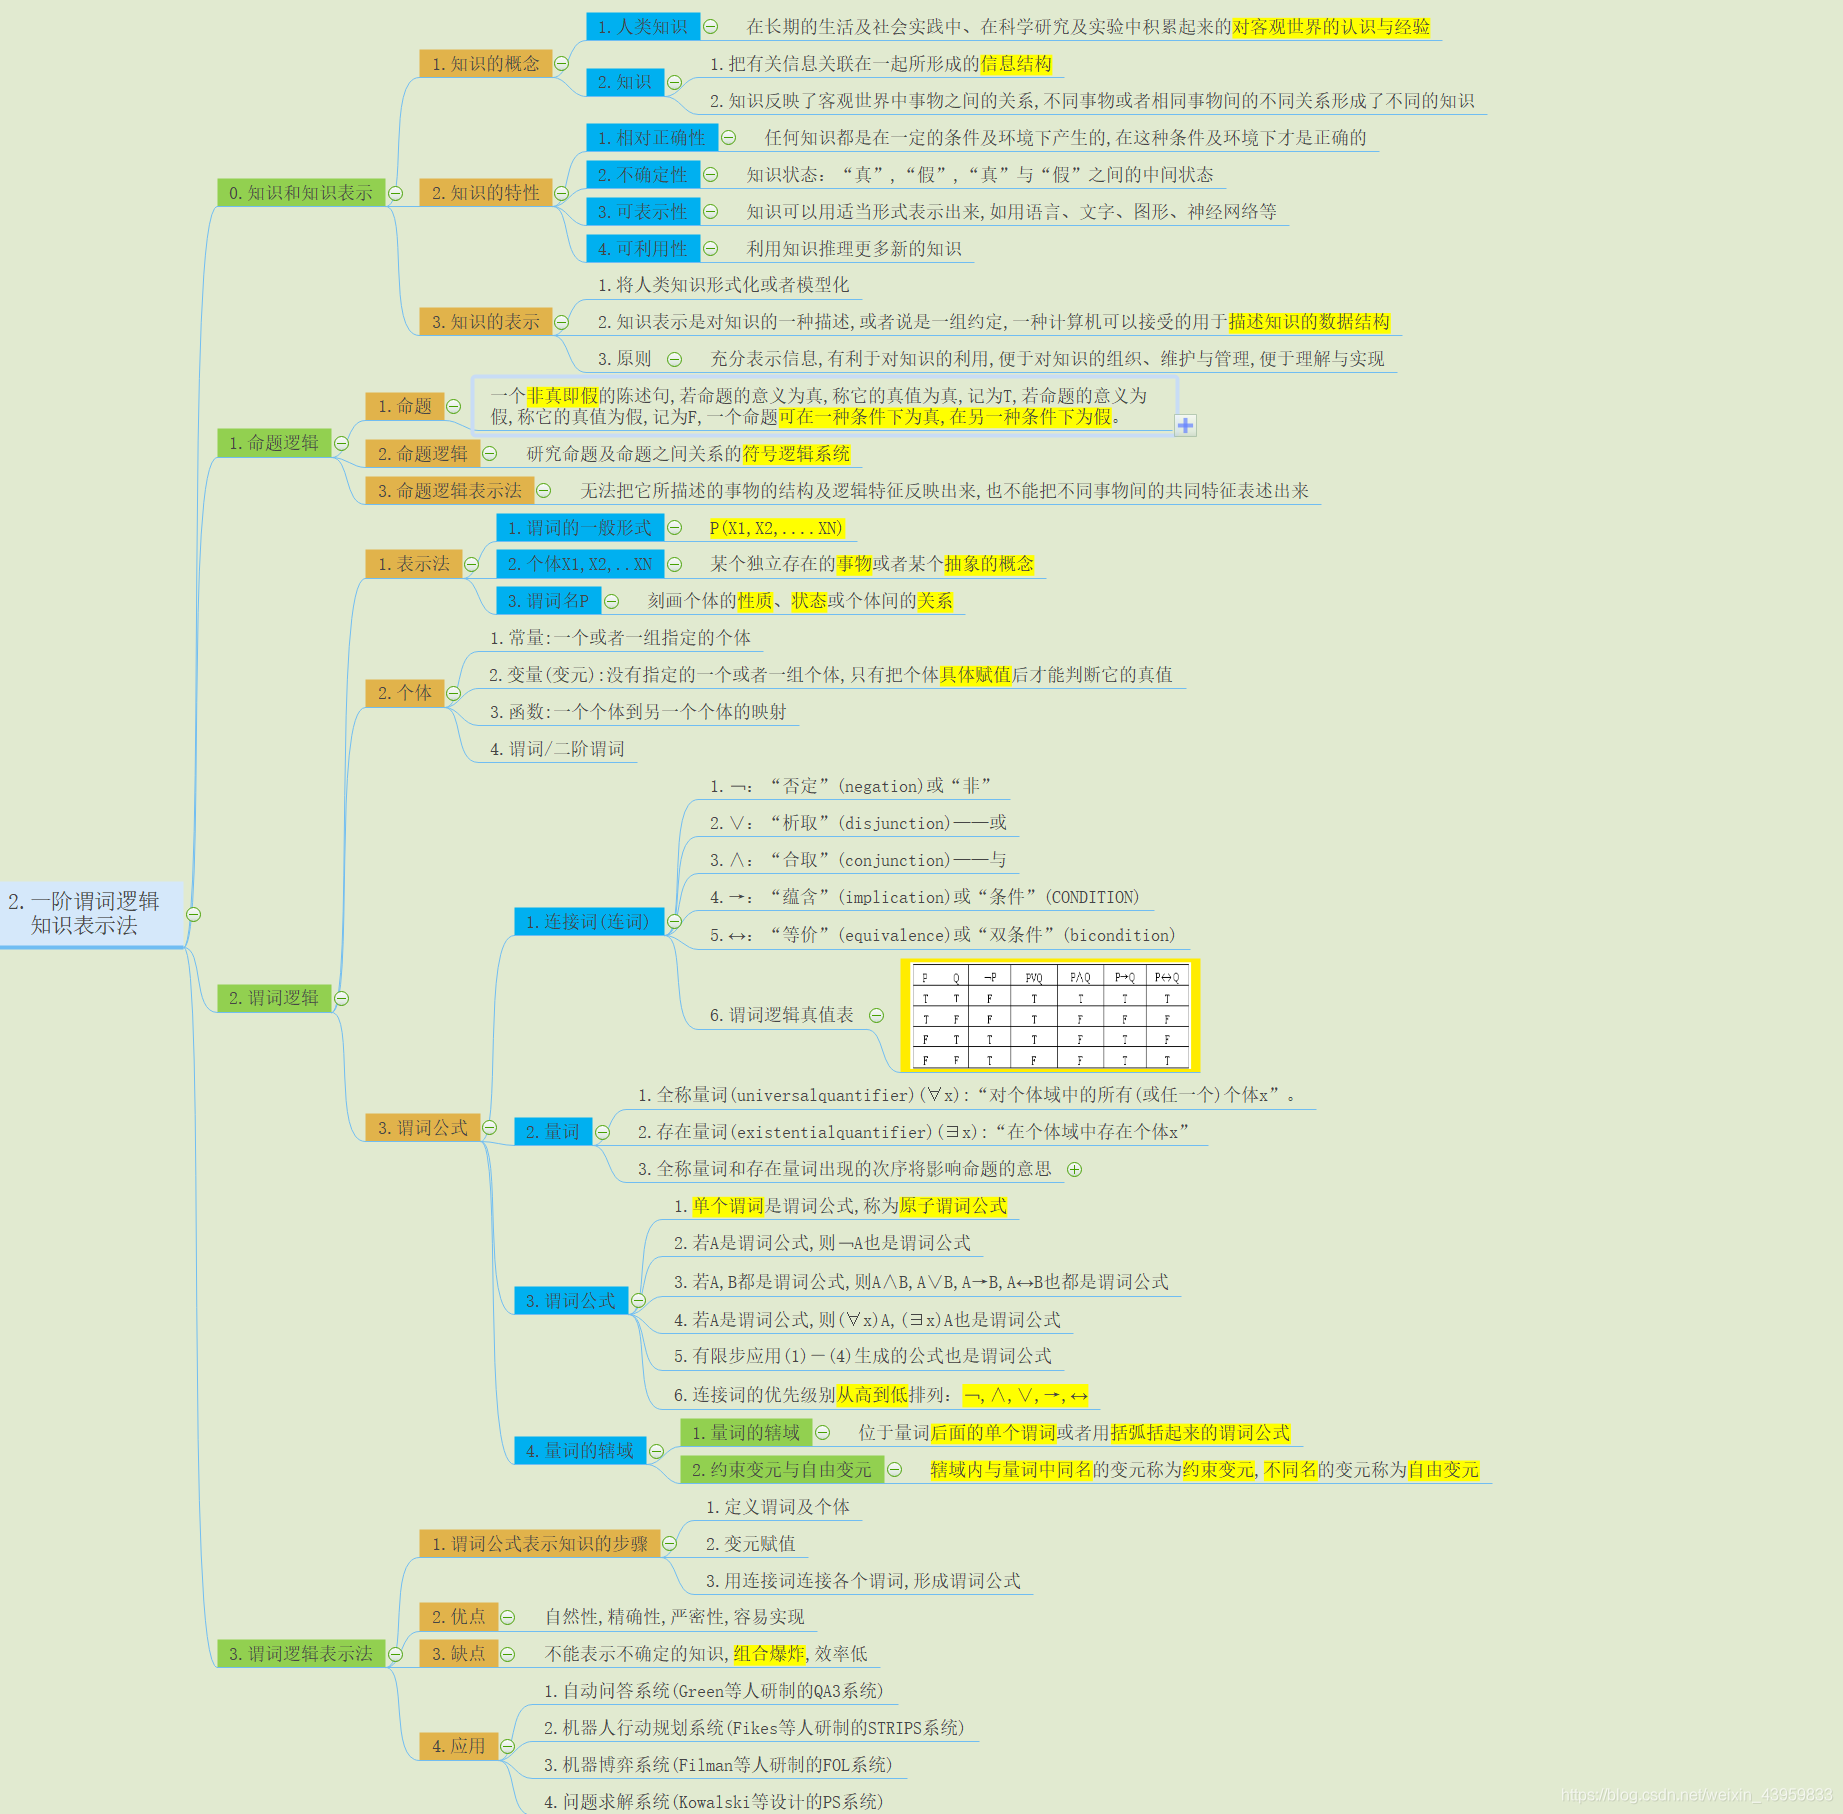 2.一阶谓词逻辑
知识表示法
0.知识和知识表示
1.知识的概念
1.人类知识
在长期的生活及社会实践中、在科学研究及实验中积累起来的对客观世界的认识与经验
2.知识
1.把有关信息关联在一起所形成的信息结构
2.知识反映了客观世界中事物之间的关系,不同事物或者相同事物间的不同关系形成了不同的知识
2.知识的特性
1.相对正确性
任何知识都是在一定的条件及环境下产生的,在这种条件及环境下才是正确的
2.不确定性
知识状态：“真”,“假”,“真”与“假”之间的中间状态
3.可表示性
知识可以用适当形式表示出来,如用语言、文字、图形、神经网络等
4.可利用性
利用知识推理更多新的知识
3.知识的表示
1.将人类知识形式化或者模型化
2.知识表示是对知识的一种描述,或者说是一组约定,一种计算机可以接受的用于描述知识的数据结构
3.原则
充分表示信息,有利于对知识的利用,便于对知识的组织、维护与管理,便于理解与实现
1.命题逻辑
1.命题
一个非真即假的陈述句,若命题的意义为真,称它的真值为真,记为T,若命题的意义为
假,称它的真值为假,记为F,一个命题可在一种条件下为真,在另一种条件下为假。
2.命题逻辑
研究命题及命题之间关系的符号逻辑系统
3.命题逻辑表示法
无法把它所描述的事物的结构及逻辑特征反映出来,也不能把不同事物间的共同特征表述出来
2.谓词逻辑
1.表示法
1.谓词的一般形式
P(X1,X2,....XN)
2.个体X1,X2,..XN
某个独立存在的事物或者某个抽象的概念
3.谓词名P
刻画个体的性质、状态或个体间的关系
2.个体
1.常量:一个或者一组指定的个体
2.变量(变元):没有指定的一个或者一组个体,只有把个体具体赋值后才能判断它的真值
3.函数:一个个体到另一个个体的映射
4.谓词/二阶谓词
3.谓词公式
1.连接词(连词)
1.﹁：“否定”(negation)或“非”
2.∨：“析取”(disjunction)——或
3.∧：“合取”(conjunction)——与
4.→：“蕴含”(implication)或“条件”(CONDITION)
5.↔：“等价”(equivalence)或“双条件”(bicondition)
6.谓词逻辑真值表
P Q ¬P P∨Q P∧Q P→Q P↔Q
T T F T T T T
T F F T F F F
F T T T F T F
F F T F F T T
2.量词
1.全称量词(universalquantifier)(∀x):“对个体域中的所有(或任一个)个体x”。
2.存在量词(existentialquantifier)(∃x):“在个体域中存在个体x”
3.全称量词和存在量词出现的次序将影响命题的意思
3.谓词公式
1.单个谓词是谓词公式,称为原子谓词公式
2.若A是谓词公式,则﹁A也是谓词公式
3.若A,B都是谓词公式,则A∧B,A∨B,A→B,A↔B也都是谓词公式
4.若A是谓词公式,则(∀x)A,(∃x)A也是谓词公式
5.有限步应用(1)－(4)生成的公式也是谓词公式
6.连接词的优先级别从高到低排列：﹁,∧,∨,→,↔
4.量词的辖域
1.量词的辖域
位于量词后面的单个谓词或者用括弧括起来的谓词公式
2.约束变元与自由变元
辖域内与量词中同名的变元称为约束变元,不同名的变元称为自由变元
3.谓词逻辑表示法
1.谓词公式表示知识的步骤
1.定义谓词及个体
2.变元赋值
3.用连接词连接各个谓词,形成谓词公式
2.优点
自然性,精确性,严密性,容易实现
3.缺点
不能表示不确定的知识,组合爆炸,效率低
4.应用
1.自动问答系统(Green等人研制的QA3系统)
2.机器人行动规划系统(Fikes等人研制的STRIPS系统)
3.机器博弈系统(Filman等人研制的FOL系统)
4.问题求解系统(Kowalski等设计的PS系统)
https://blog.csdn.net/weixin_43959833